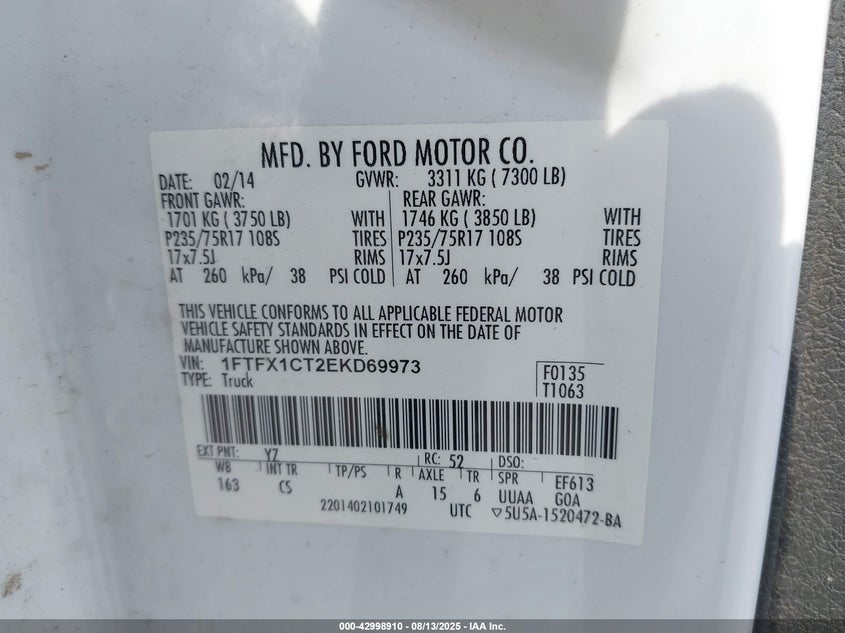 MFD. BY FORD MOTOR CO.
DATE: 02/14 GVWR: 3311 KG ( 7300 LB)
FRONT GAWR: REAR GAWR:
1701 KG ( 3750 LB) WITH 1746 KG ( 3850 LB) WITH
P235/75R17 108S TIRES P235/75R17 108S TIRES
17x7.5J RIMS 17x7.5J RIMS
AT 260 kPa/ 38 PSI COLD AT 260 kPa/ 38 PSI COLD
THIS VEHICLE CONFORMS TO ALL APPLICABLE FEDERAL MOTOR
VEHICLE SAFETY STANDARDS IN EFFECT ON THE DATE OF
MANUFACTURE SHOWN ABOVE.
VIN: 1FTFX1CT2EKD69973 F0135
TYPE: Truck T1063
EXT PNT: YZ RC: 52 DSO:
WB INT TR TP/PS R AXLE TR SPR EF613
163 CS A 15 6 UUAA GOA
2201402101749 UTC ▽5U5A-1520472-BA
000-42998910 - 08/13/2025 - IAA Inc.